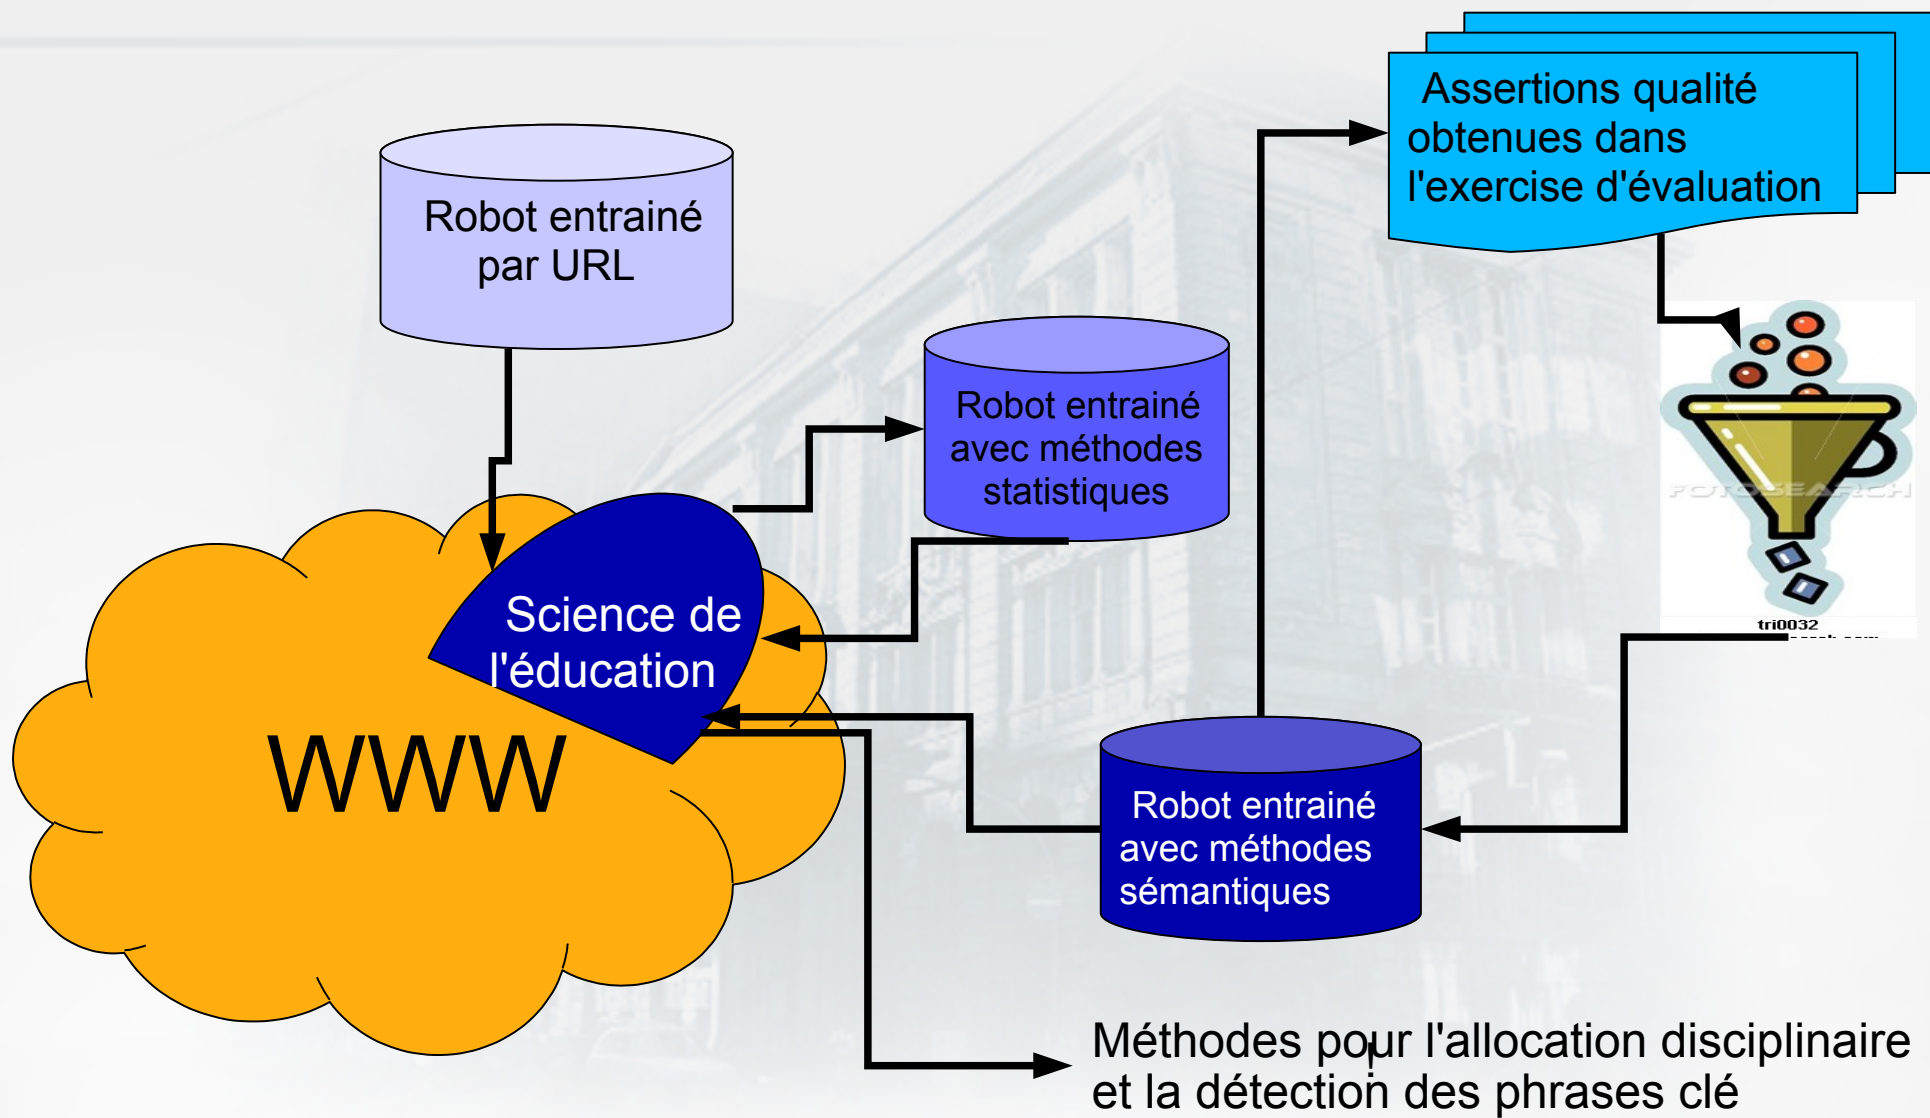 Assertions qualité
obtenues dans
l'exercise d'évaluation
Robot entrainé
par URL
Robot entrainé
avec méthodes
statistiques
FOTOSEARCH
tri0032
Science de
l'éducation
WWW
Robot entrainé
avec méthodes
sémantiques
Méthodes pour l'allocation disciplinaire
et la détection des phrases clé